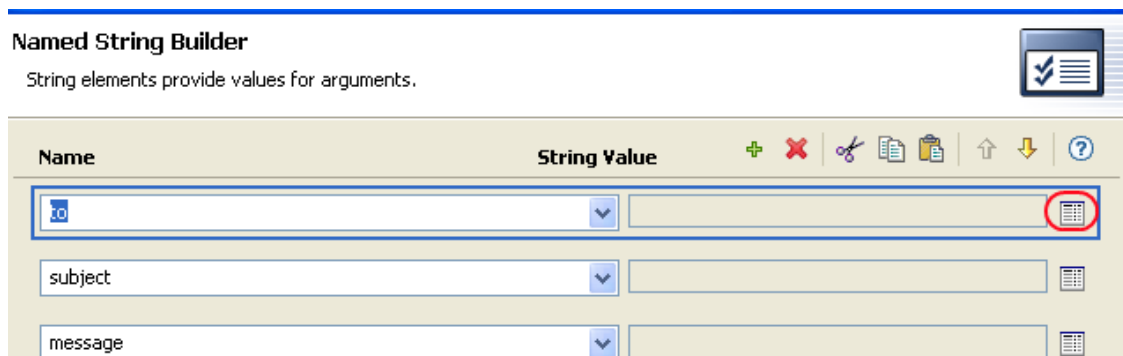 Named String Builder
String elements provide values for arguments.
Name String Value
to
subject
message